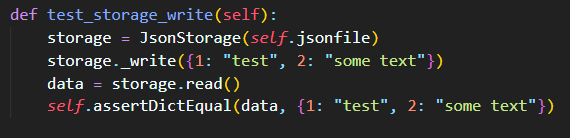 def test_storage_write(self):
    storage = JsonStorage(self.jsonfile)
    storage._write({1: "test", 2: "some text"})
    data = storage.read()
    self.assertDictEqual(data, {1: "test", 2: "some text"})